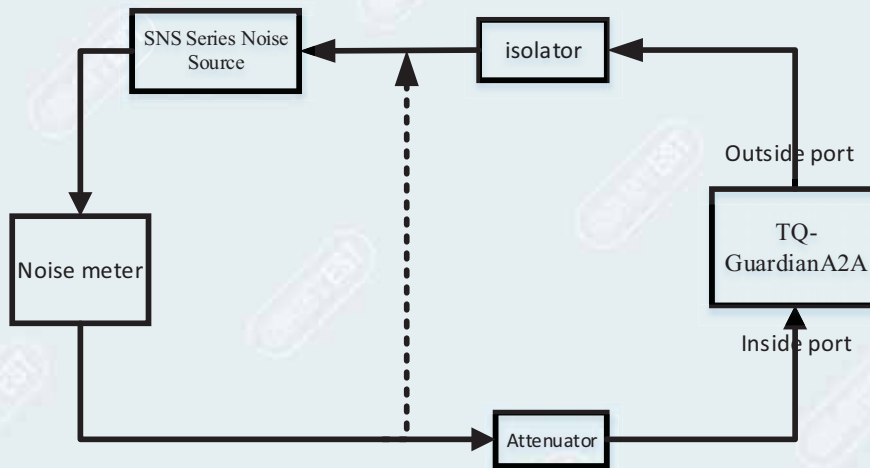 SNS Series Noise
Source
isolator
Outside port
TQ-
GuardianA2A
Noise meter
Inside port
Attenuator